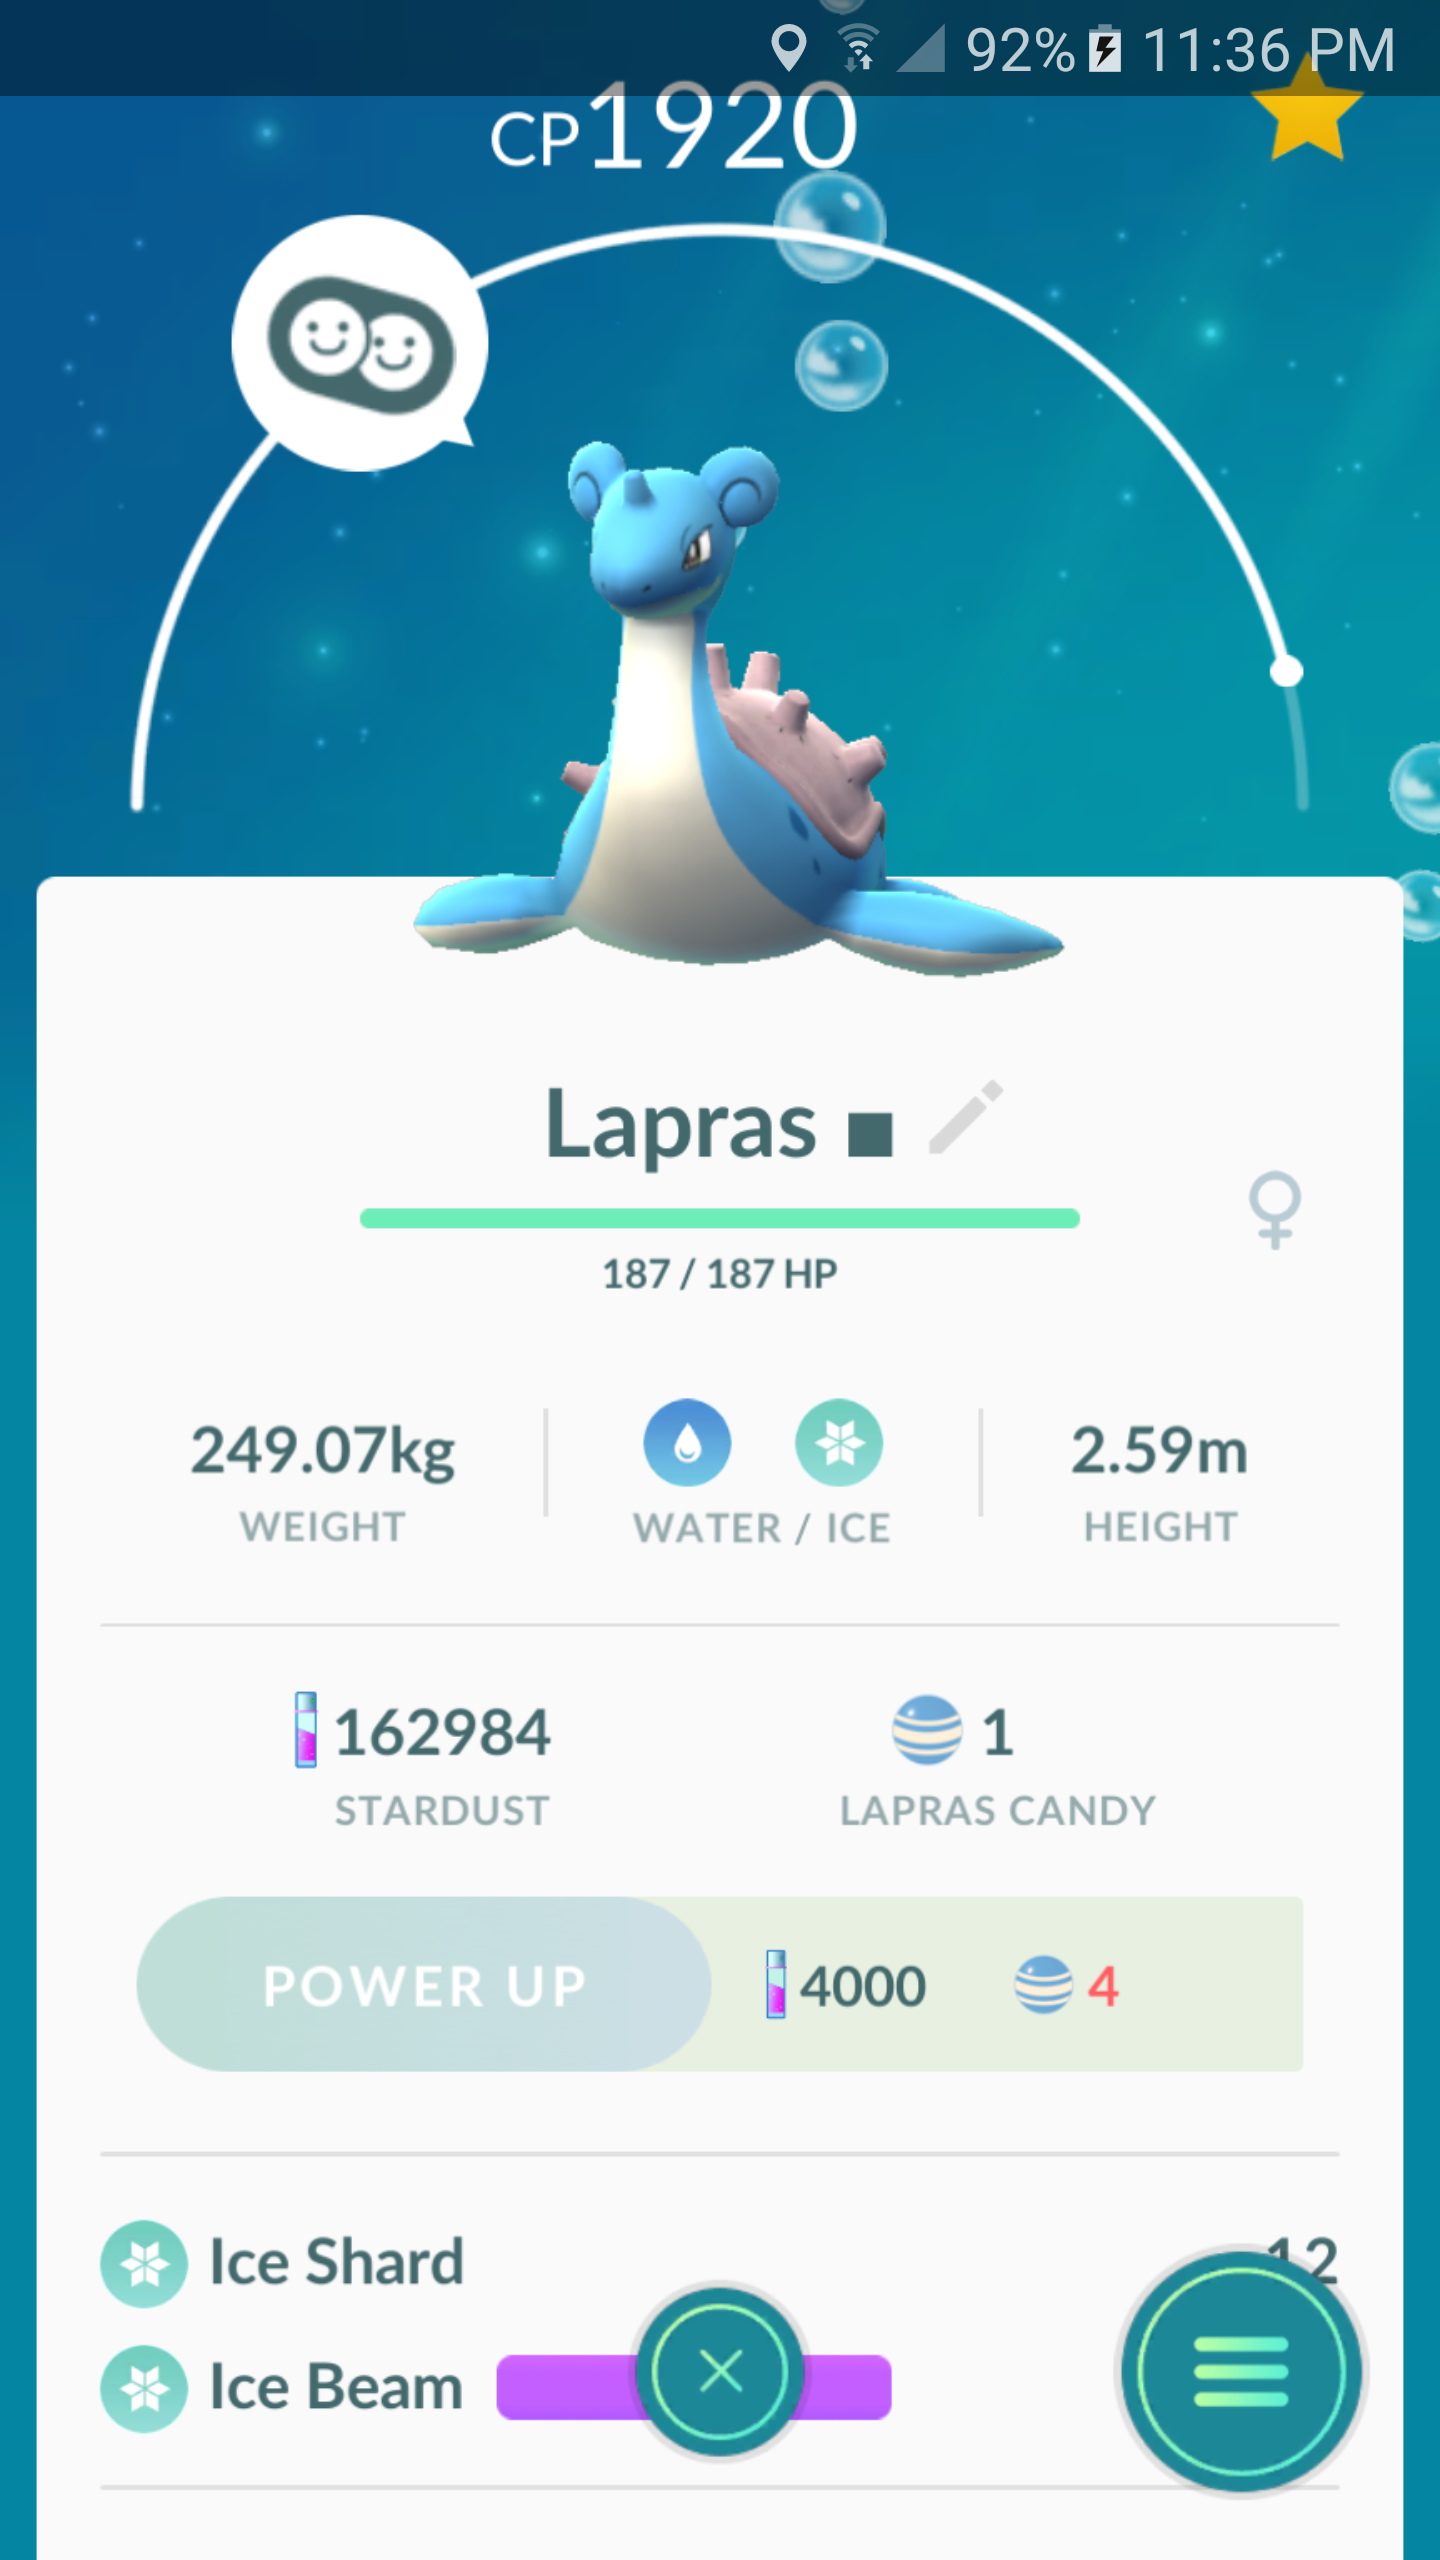 92% 11:36 PM
CP1920
Lapras ■
187 / 187 HP
249.07kg
WEIGHT
WATER / ICE
2.59m
HEIGHT
162984
STARDUST
1
LAPRAS CANDY
POWER UP 4000 4
Ice Shard 12
Ice Beam